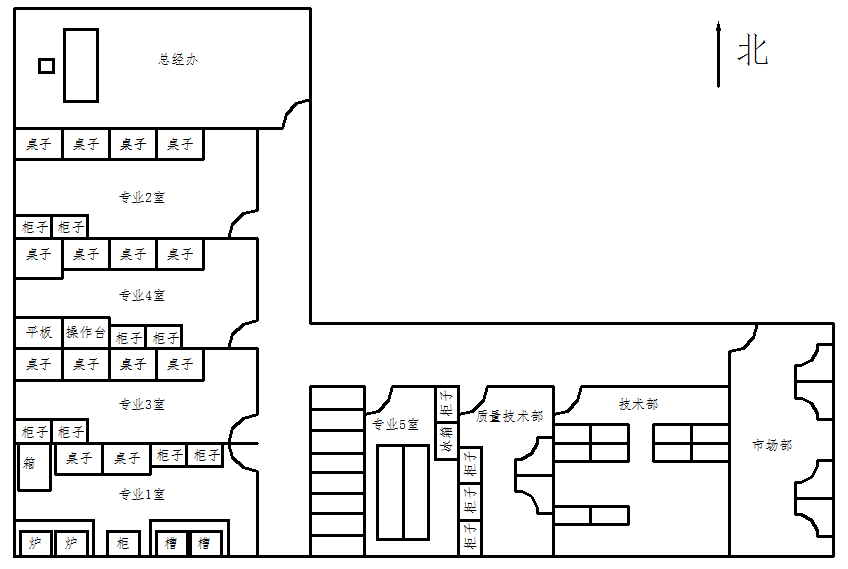 总经办
北
桌子 桌子 桌子 桌子
专业2室
柜子 柜子
桌子 桌子 桌子 桌子
专业4室
平板 操作台 柜子 柜子
桌子 桌子 桌子 桌子
专业3室
柜子 柜子
箱 桌子 桌子 柜子 柜子
专业1室
炉 炉 柜 槽 槽
专业5室
柜子
冰箱
质量技术部
柜子
柜子
柜子
技术部
市场部